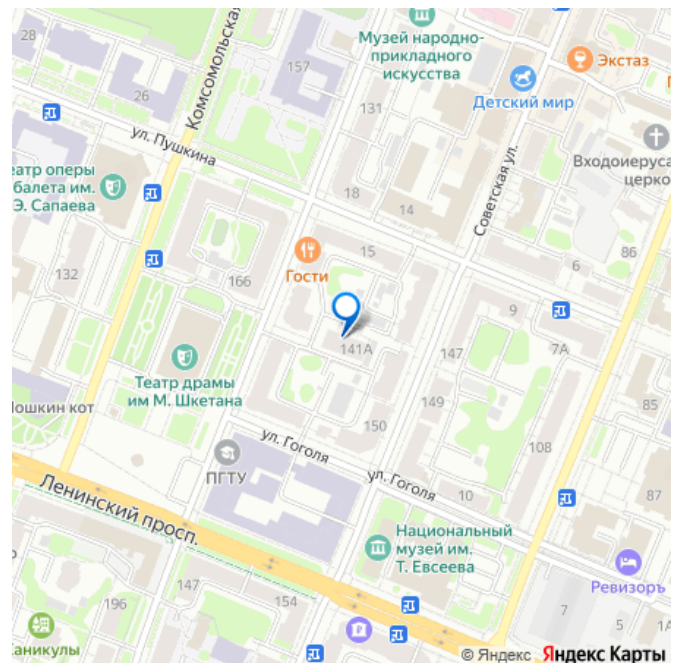 28
Комсомольская
Музей народно-
прикладного
искусства
157
Экстаз
Детский мир
26
131
ул. Пушкина
Входоиеруса
церко
театр оперы
балета им.
Э. Сапаева
Советская ул.
18
14
132
166
15
Гости
86
6
9
141А
147
7А
Театр драмы
им М. Шкетана
Йошкин кот
149
85
150
ул. Гоголя
108
ПГТУ
ул. Гоголя
10
87
Ленинский просп.
Национальный
музей им.
Т. Евсеева
Ревизоръ
147
196
154
7
5
1А
Каникулы
© Яндекс Яндекс Карты